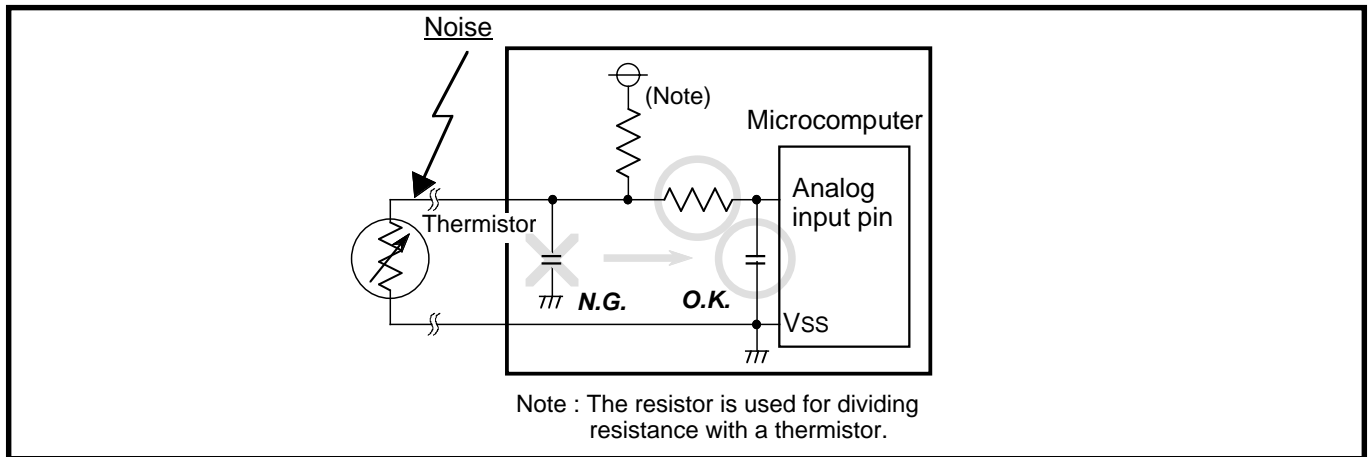 Noise
(Note)
Microcomputer
Analog
input pin
Thermistor
N.G.
O.K.
VSS
Note : The resistor is used for dividing
resistance with a thermistor.